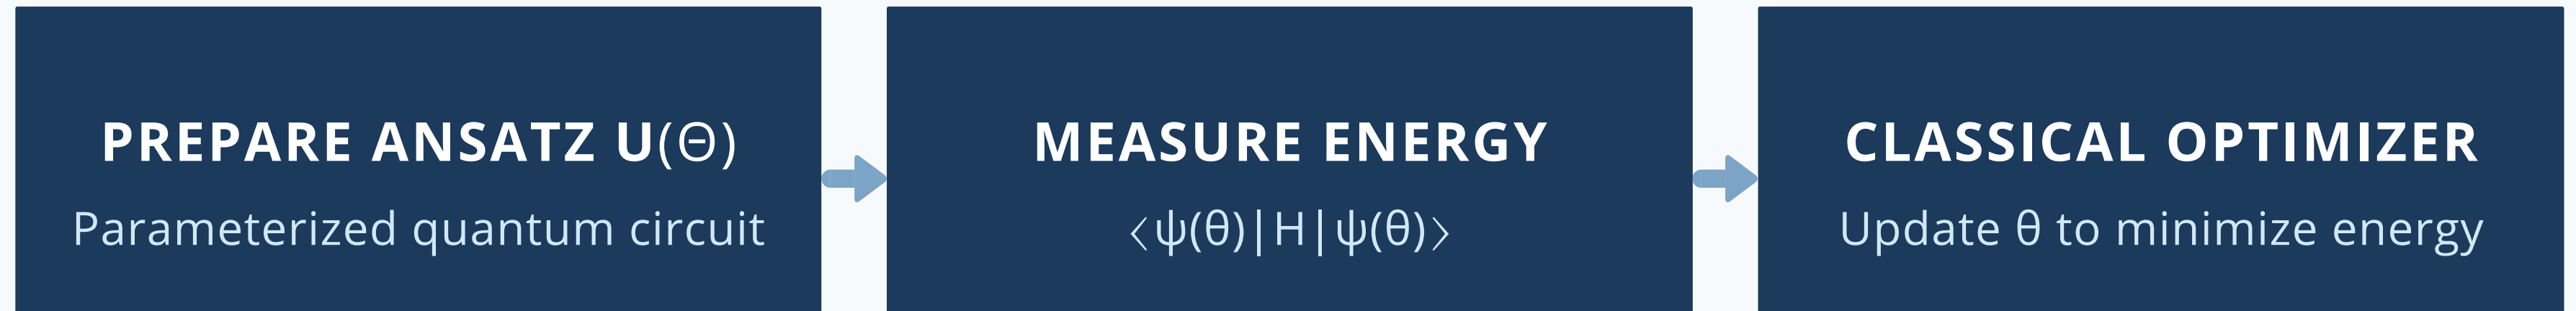 PREPARE ANSATZ U(Θ)
Parameterized quantum circuit
MEASURE ENERGY
⟨ψ(θ)|H|ψ(θ)⟩
CLASSICAL OPTIMIZER
Update θ to minimize energy